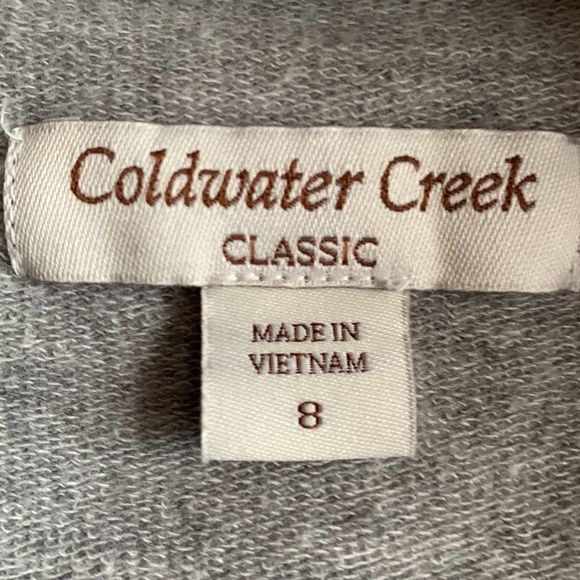 Coldwater Creek
CLASSIC
MADE IN
VIETNAM
8